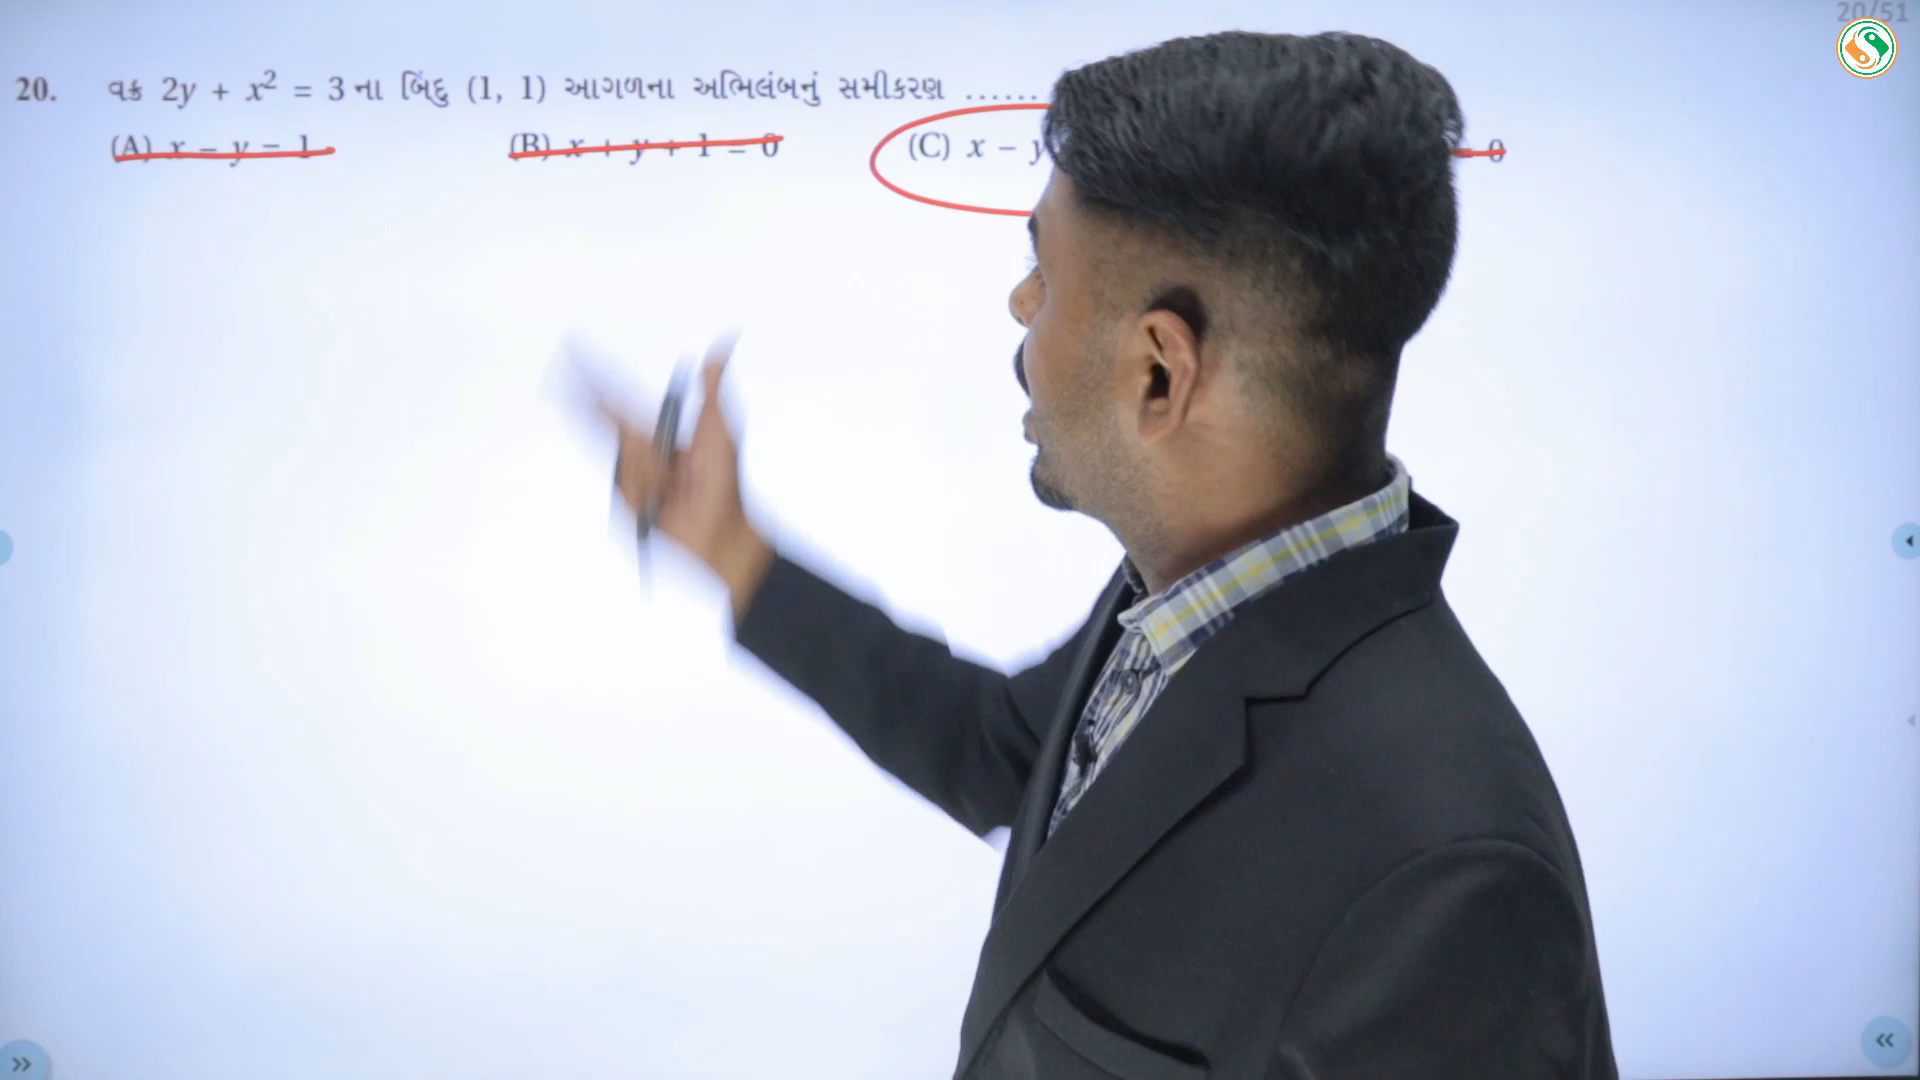 20/51
20. વક્ર 2y + x² = 3 ના બિંદુ (1, 1) આગળના અભિલંબનું સમીકરણ ......
(A) x − y = 1 (B) x + y + 1 = 0 (C) x − y = 0